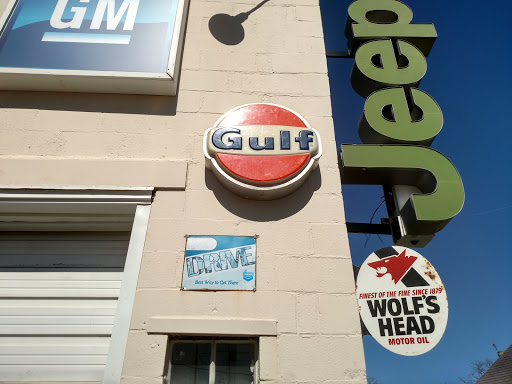 GM
Jeep
Gulf
DRIVE
Best Way to Get There
FINEST OF THE FINE SINCE 1879
WOLF'S
HEAD
MOTOR OIL